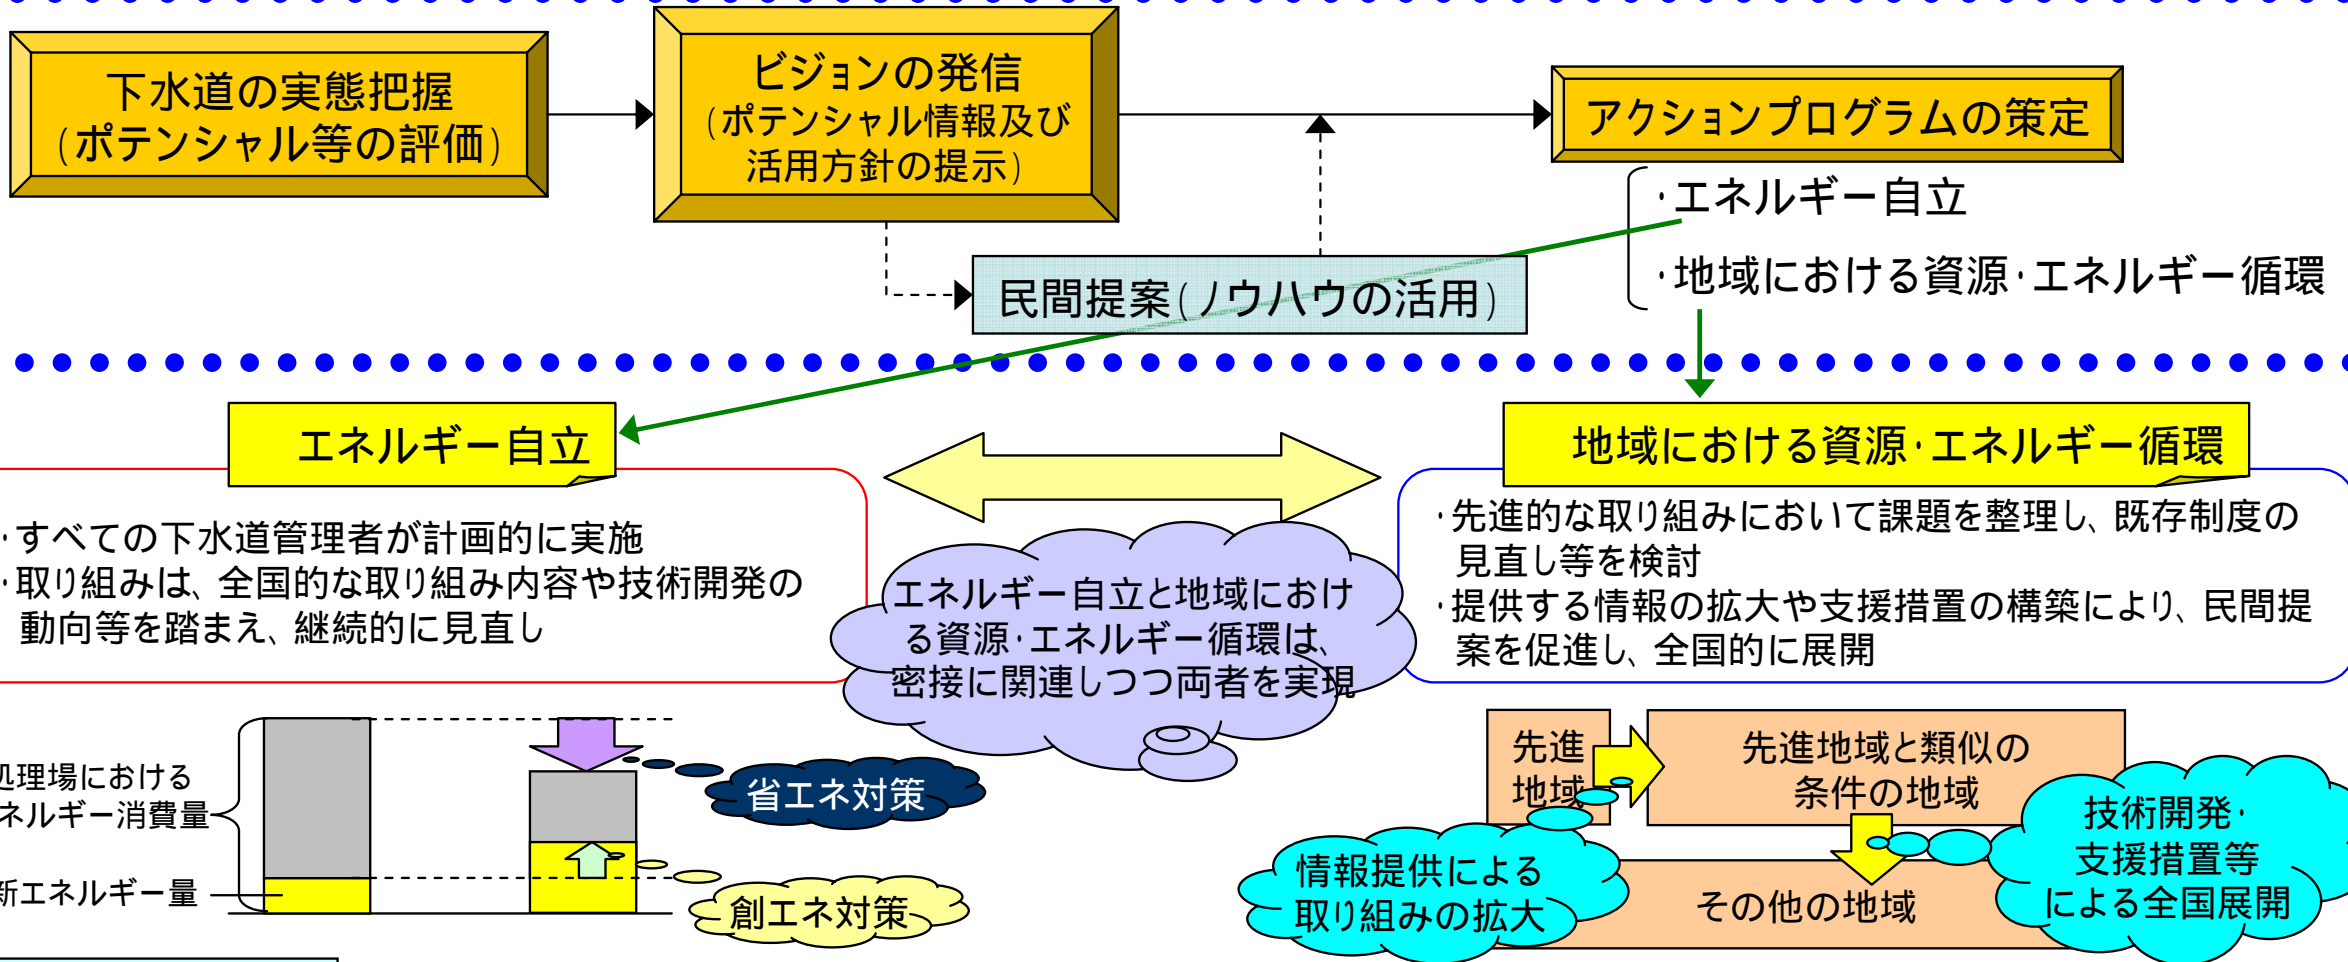 下水道の実態把握
(ポテンシャル等の評価)
ビジョンの発信
(ポテンシャル情報及び
活用方針の提示)
アクションプログラムの策定
・エネルギー自立
・地域における資源・エネルギー循環
民間提案(ノウハウの活用)
エネルギー自立
・すべての下水道管理者が計画的に実施
・取り組みは、全国的な取り組み内容や技術開発の
動向等を踏まえ、継続的に見直し
エネルギー自立と地域におけ
る資源・エネルギー循環は、
密接に関連しつつ両者を実現
地域における資源・エネルギー循環
・先進的な取り組みにおいて課題を整理し、既存制度の
見直し等を検討
・提供する情報の拡大や支援措置の構築により、民間提
案を促進し、全国的に展開
処理場における
ネルギー消費量
新エネルギー量
省エネ対策
創エネ対策
先進
地域
先進地域と類似の
条件の地域
その他の地域
情報提供による
取り組みの拡大
技術開発・
支援措置等
による全国展開